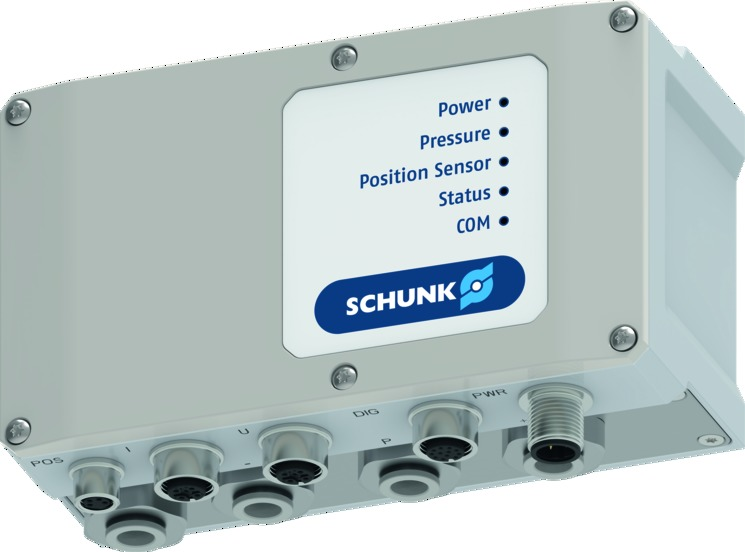 Power
Pressure
Position Sensor
Status
COM
SCHUNK
POS
I
U
DIG
PWR
-
P
+